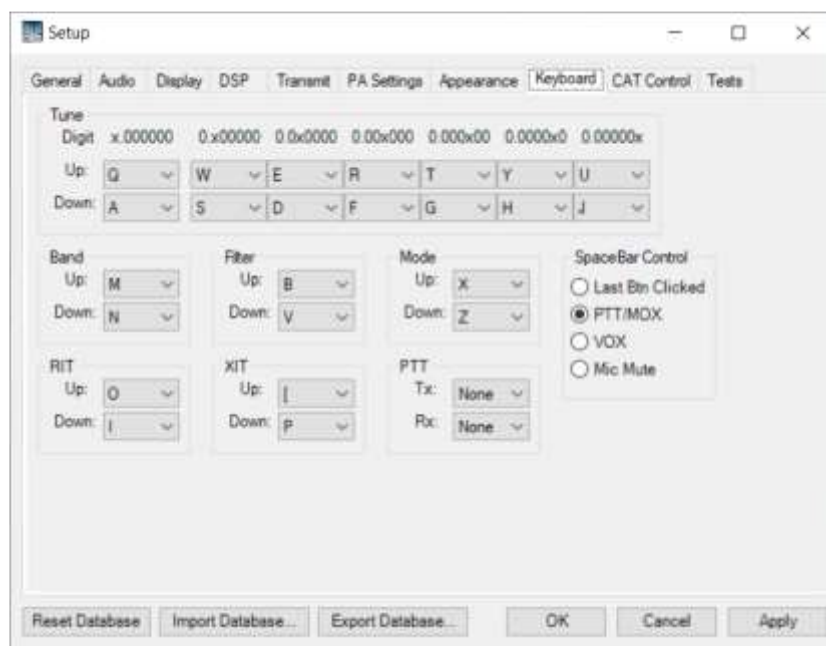 Setup
General Audio Display DSP Transmit PA Settings Appearance Keyboard CAT Control Tests
Tune
Digit x.000000 0.x00000 0.0x0000 0.00x000 0.000x00 0.0000x0 0.00000x
Up: Q W E R T Y U
Down: A S D F G H J
Band Filter Mode SpaceBar Control
Up: M Up: B Up: X Last Btn Clicked
Down: N Down: V Down: Z PTT/MOX
VOX
RIT XIT PTT Mic Mute
Up: O Up: [ Tx: None
Down: I Down: P Rx: None
Reset Database Import Database... Export Database... OK Cancel Apply